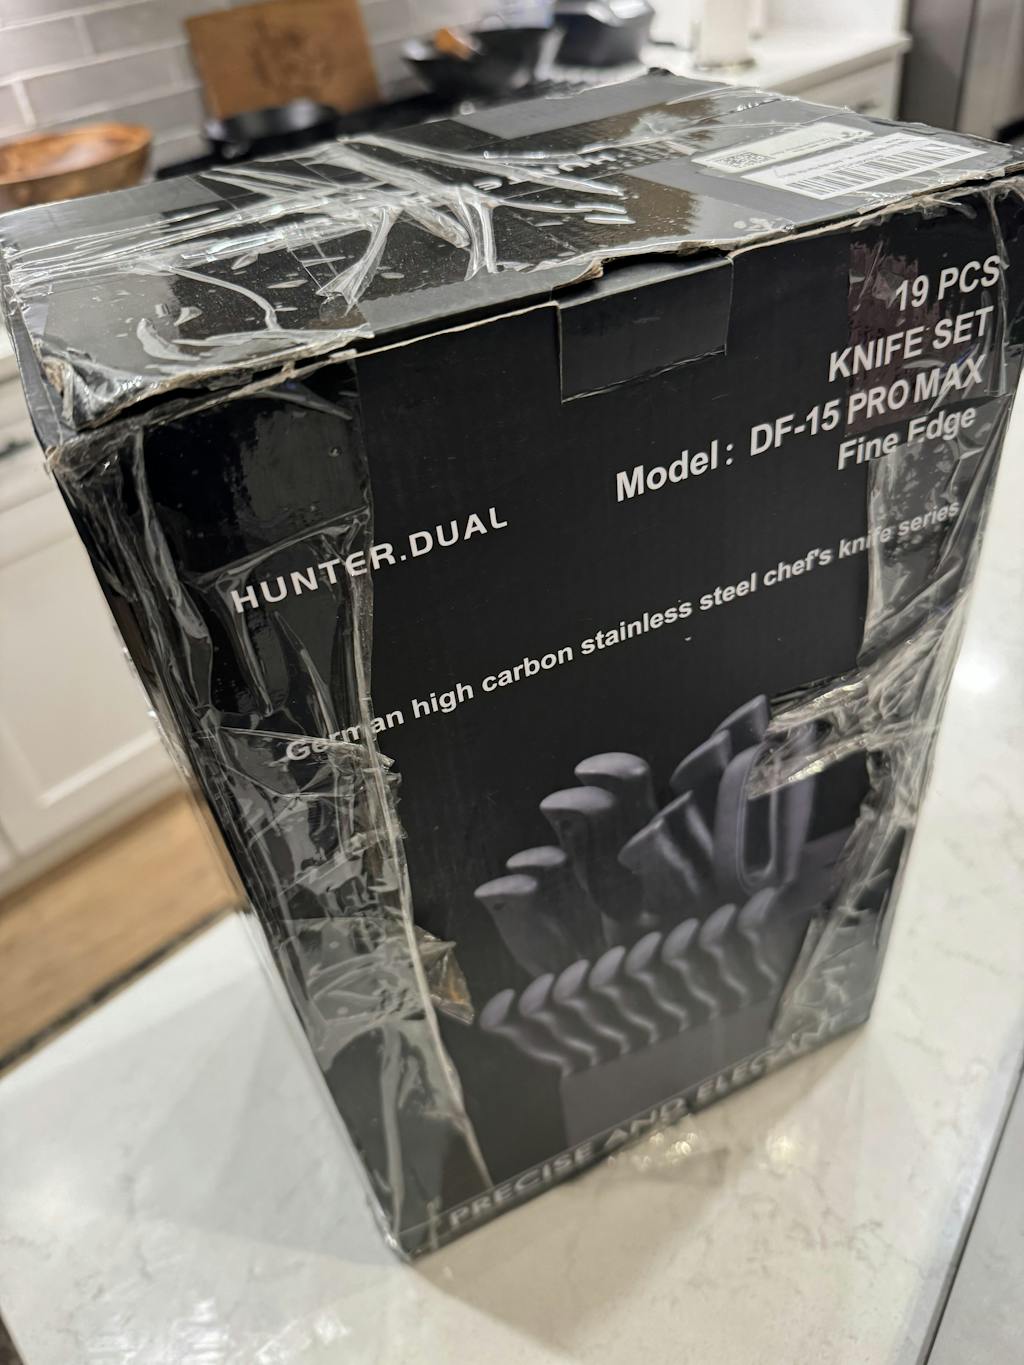 19 PCS
KNIFE SET
Model: DF-15 PRO MAX
Fine Edge
HUNTER.DUAL
German high carbon stainless steel chef's knife series
PRECISE AND ELEGANT